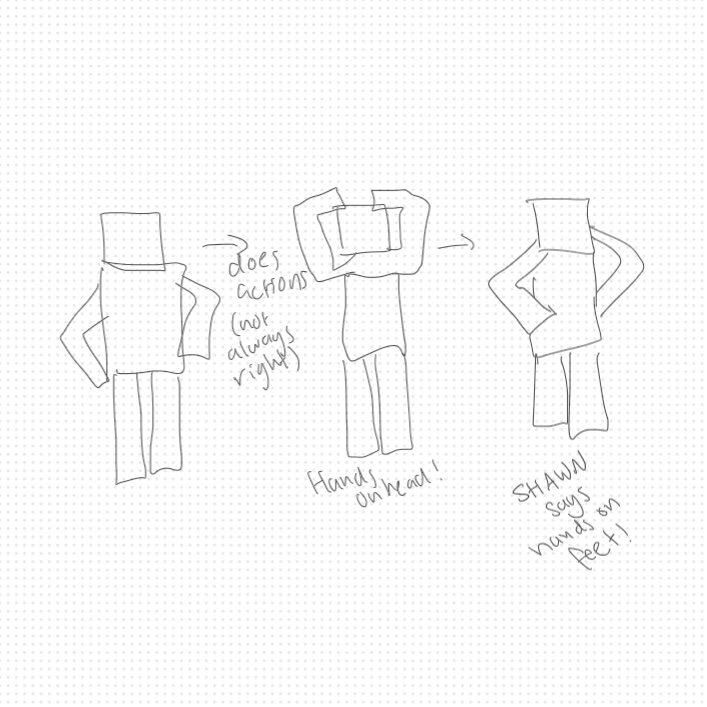 does
actions
(not
always
right)
Hands
on head!
SHAWN
says
hands on
feet!